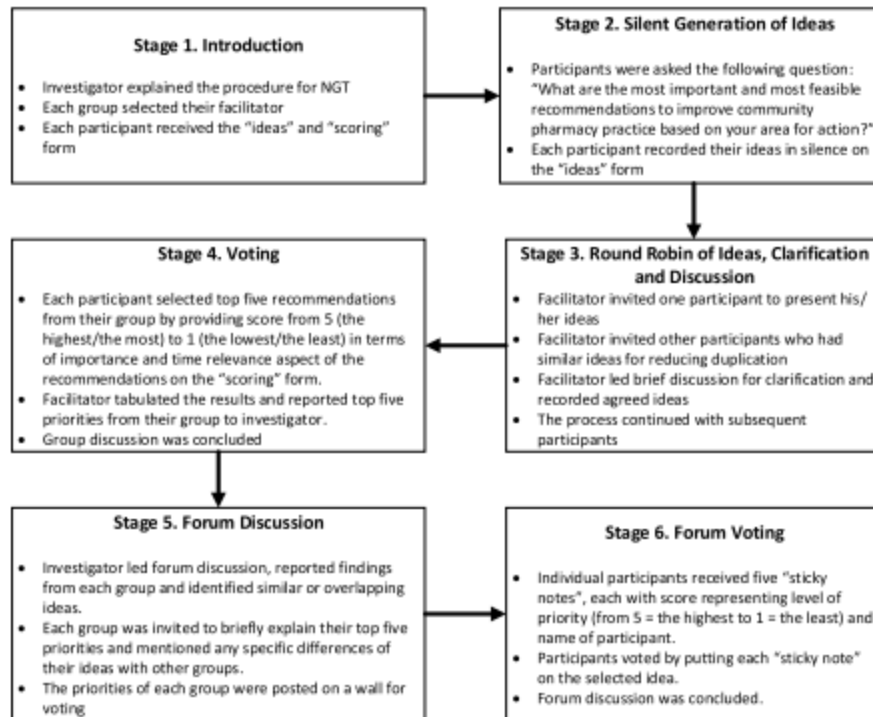 Stage 1. Introduction
• Investigator explained the procedure for NGT
• Each group selected their facilitator
• Each participant received the "ideas" and "scoring"
form
Stage 2. Silent Generation of Ideas
• Participants were asked the following question:
"What are the most important and most feasible
recommendations to improve community
pharmacy practice based on your area for action?"
• Each participant recorded their ideas in silence on
the "ideas" form
Stage 3. Round Robin of Ideas, Clarification
and Discussion
• Facilitator invited one participant to present his/
her ideas
• Facilitator invited other participants who had
similar ideas for reducing duplication
• Facilitator led brief discussion for clarification and
recorded agreed ideas
• The process continued with subsequent
participants
Stage 4. Voting
• Each participant selected top five recommendations
from their group by providing score from 5 (the
highest/the most) to 1 (the lowest/the least) in terms
of importance and time relevance aspect of the
recommendations on the "scoring" form.
• Facilitator tabulated the results and reported top five
priorities from their group to investigator.
• Group discussion was concluded
Stage 5. Forum Discussion
• Investigator led forum discussion, reported findings
from each group and identified similar or overlapping
ideas.
• Each group was invited to briefly explain their top five
priorities and mentioned any specific differences of
their ideas with other groups.
• The priorities of each group were posted on a wall for
voting
Stage 6. Forum Voting
• Individual participants received five "sticky
notes", each with score representing level of
priority (from 5 = the highest to 1 = the least) and
name of participant.
• Participants voted by putting each "sticky note"
on the selected idea.
• Forum discussion was concluded.